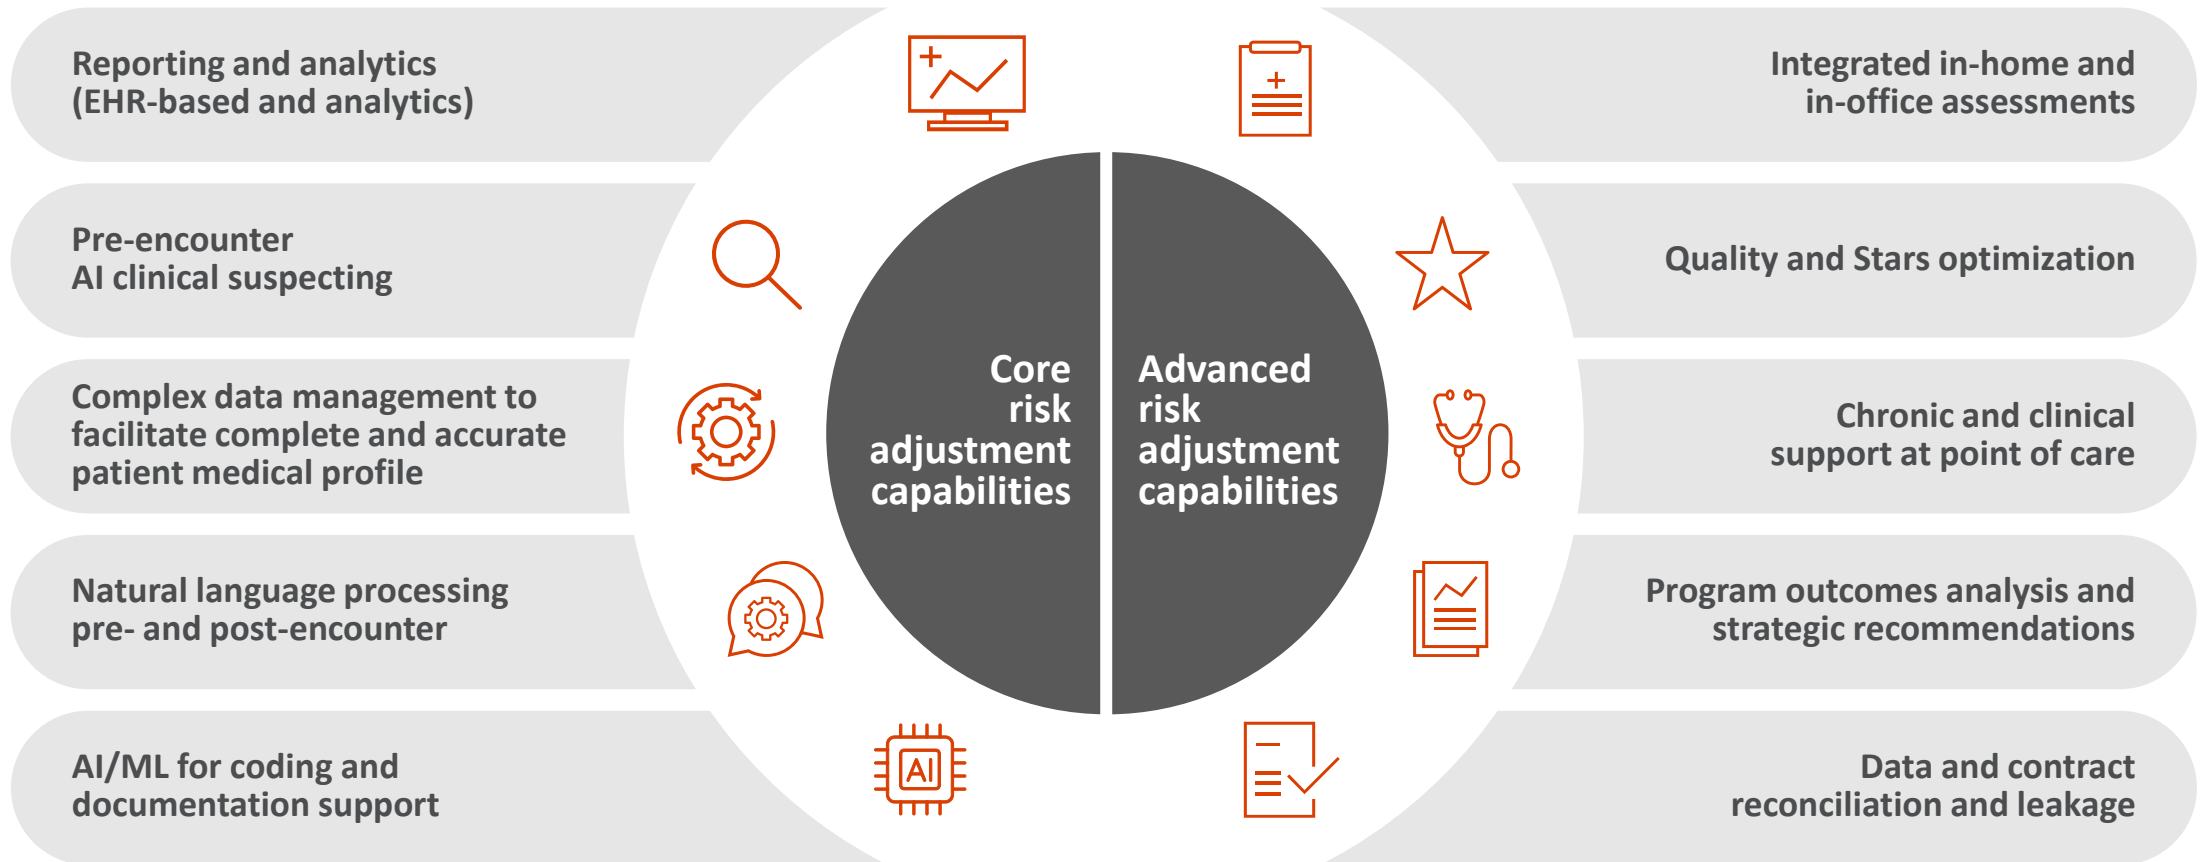 Reporting and analytics
(EHR-based and analytics)
Pre-encounter
AI clinical suspecting
Complex data management to
facilitate complete and accurate
patient medical profile
Natural language processing
pre- and post-encounter
AI/ML for coding and
documentation support
AI
Core
risk
adjustment
capabilities
Advanced
risk
adjustment
capabilities
Integrated in-home and
in-office assessments
Quality and Stars optimization
Chronic and clinical
support at point of care
Program outcomes analysis and
strategic recommendations
Data and contract
reconciliation and leakage